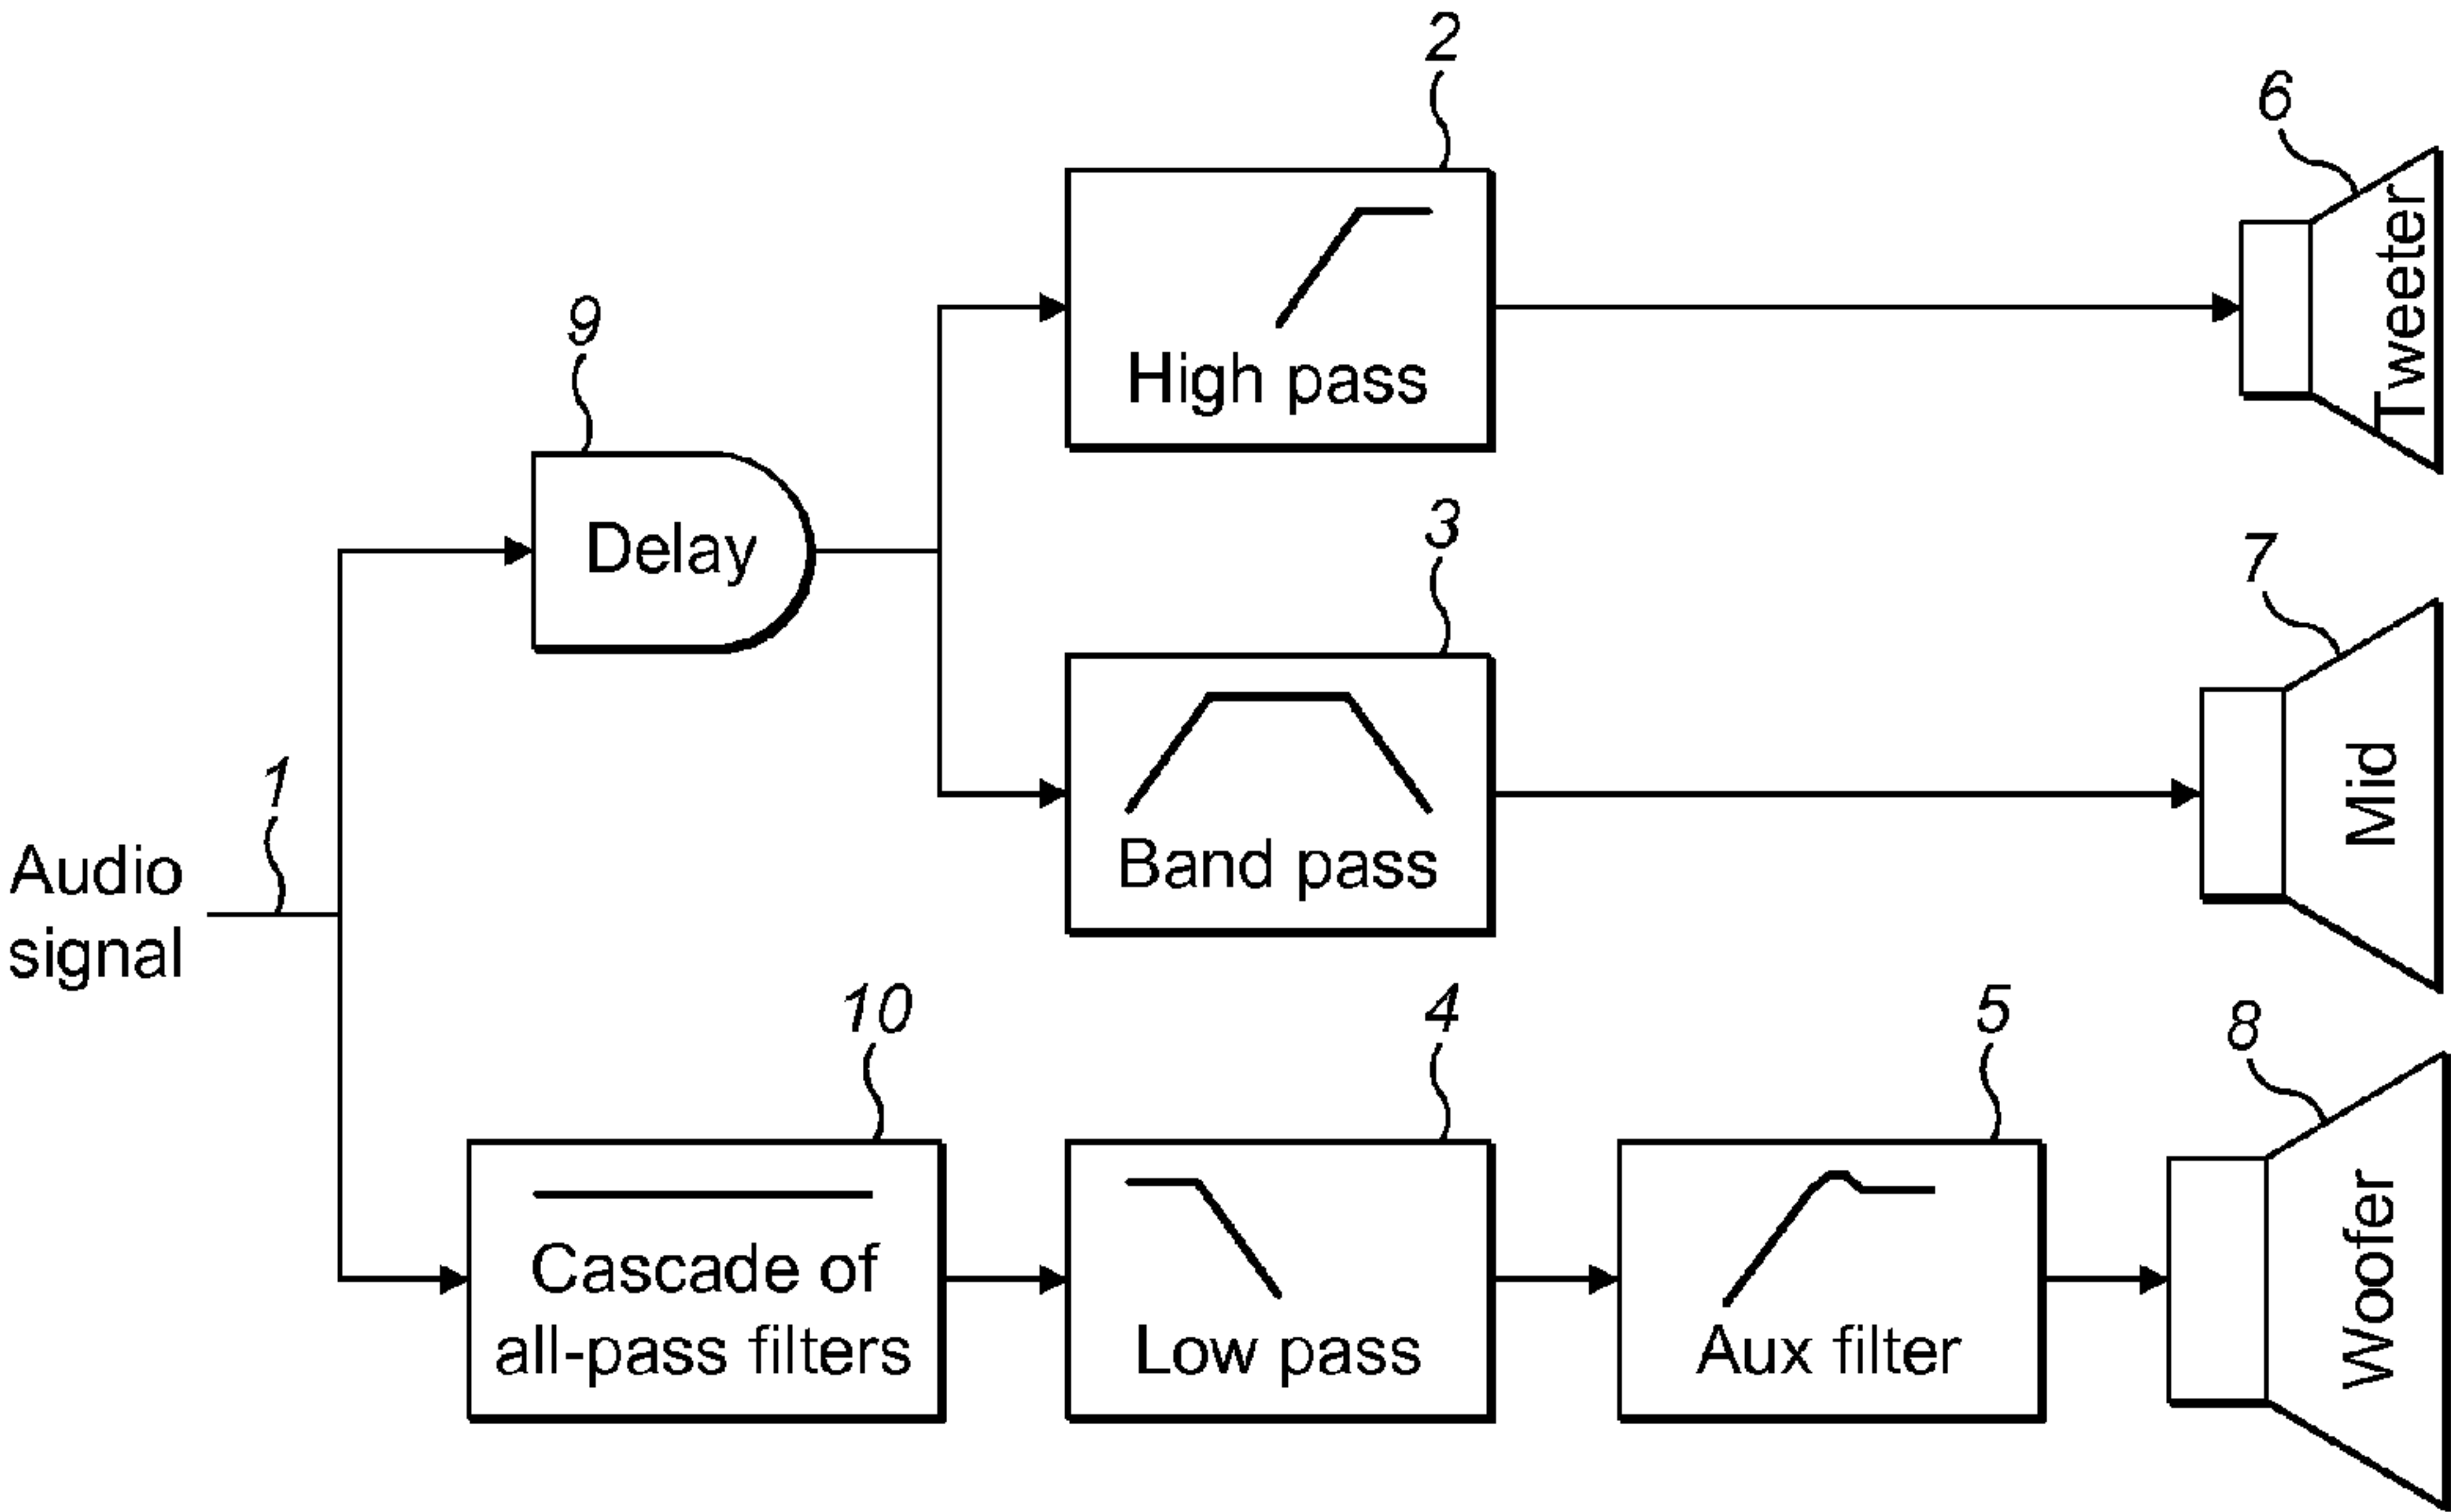 2
6
High pass
Tweeter
9
Delay
3
7
Band pass
Mid
1
Audio
signal
10
4
5
8
Cascade of
all-pass filters
Low pass
Aux filter
Woofer